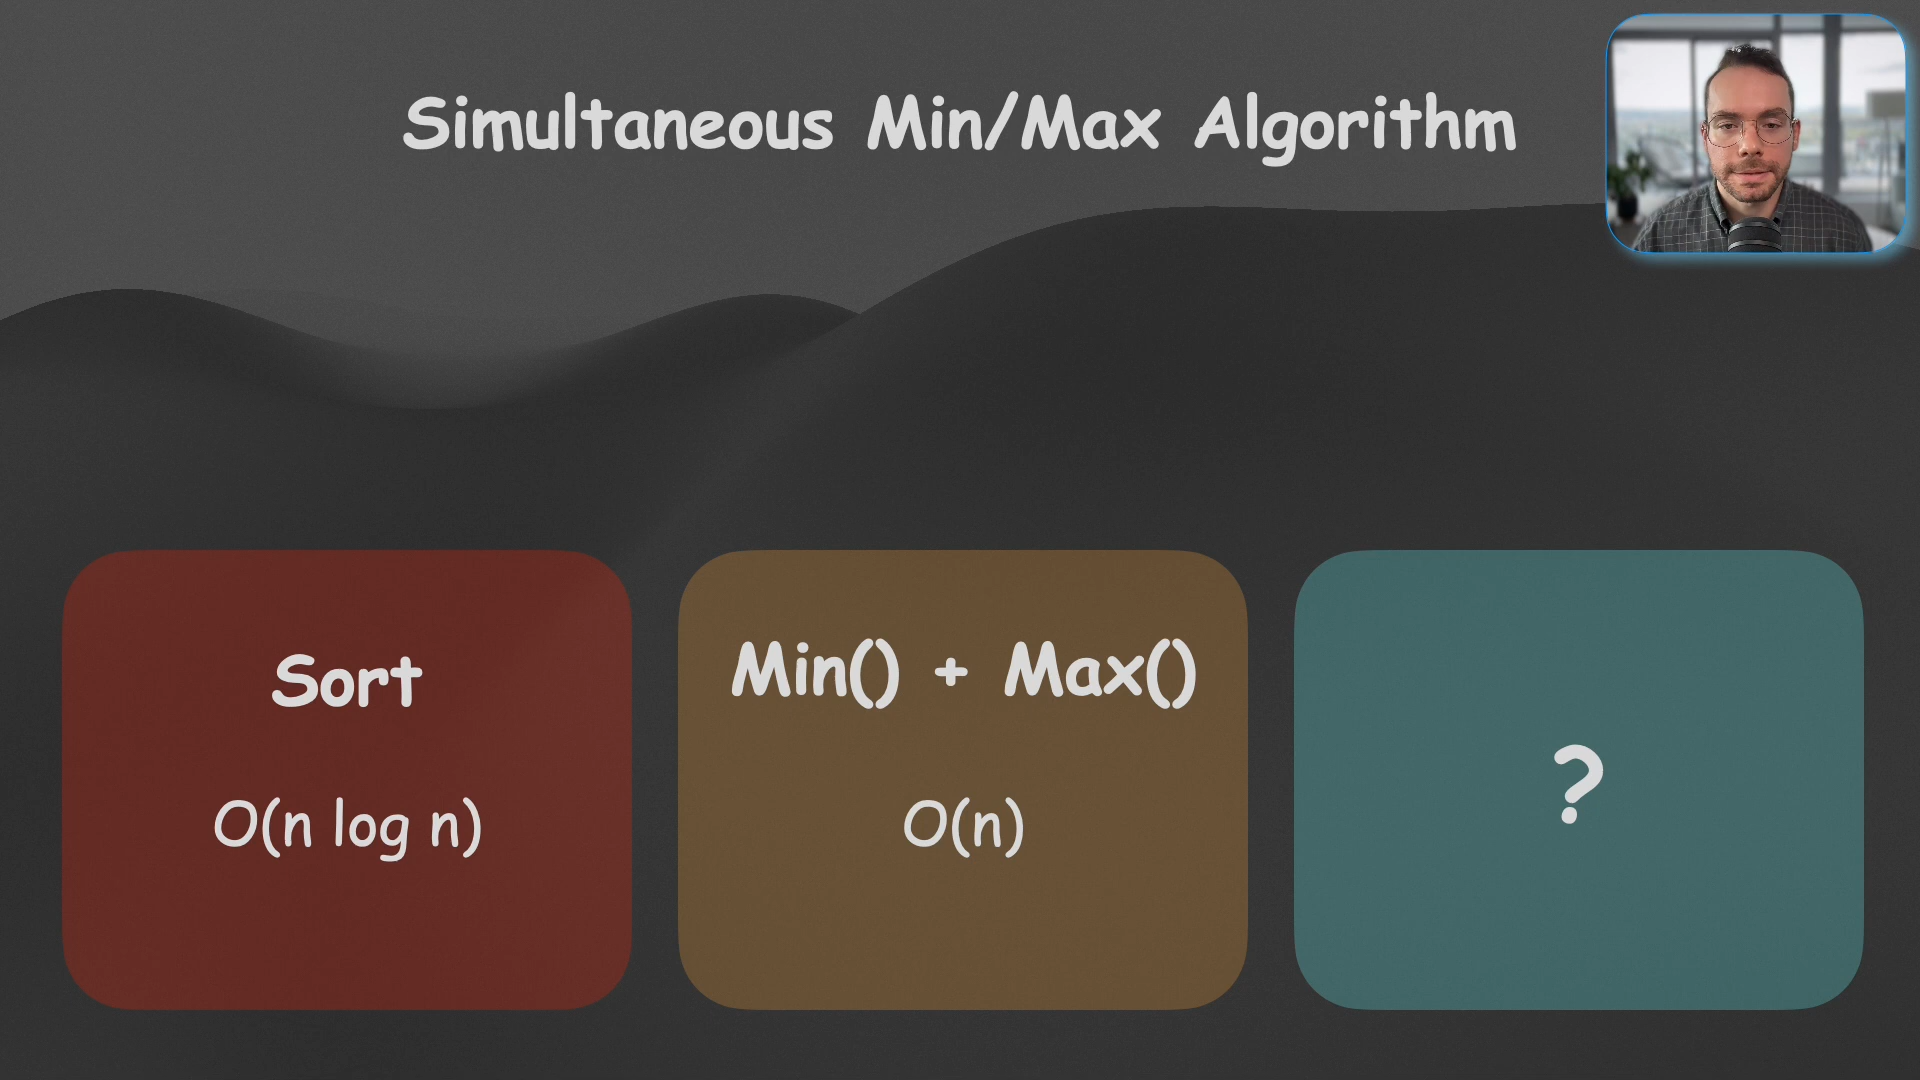 Simultaneous Min/Max Algorithm
Sort
O(n log n)
Min() + Max()
O(n)
?